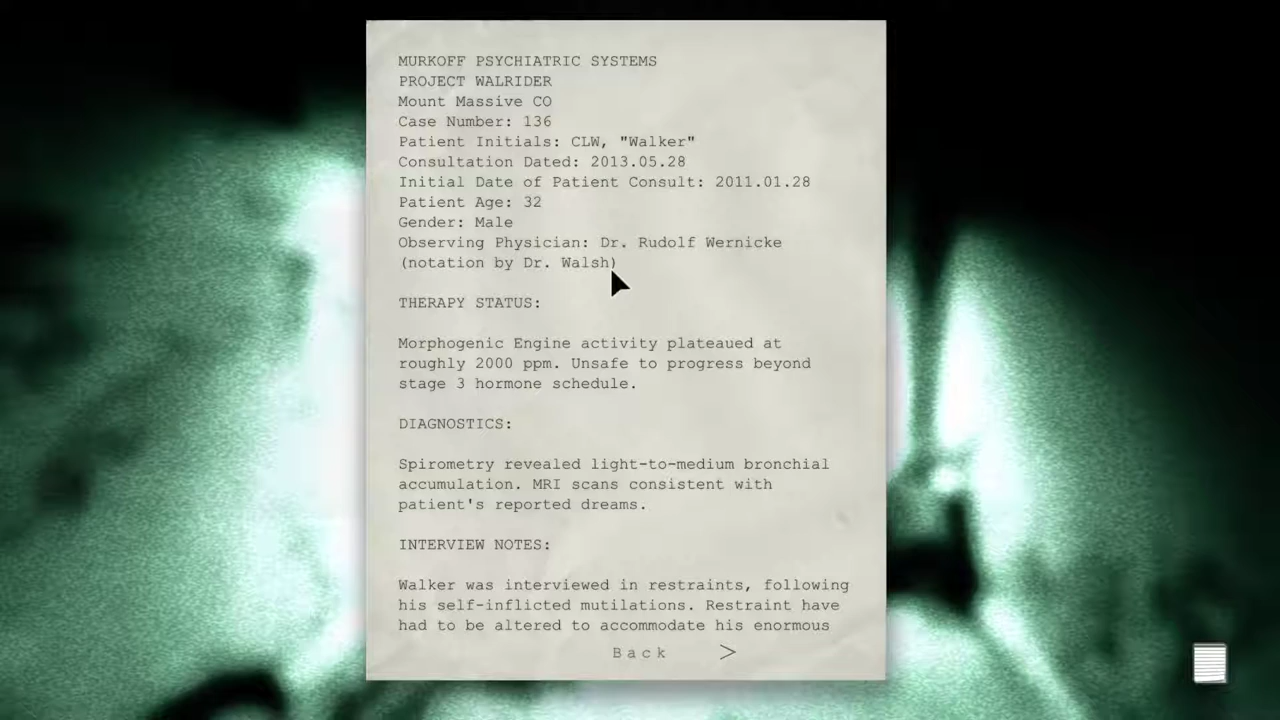 MURKOFF PSYCHIATRIC SYSTEMS
PROJECT WALRIDER
Mount Massive CO
Case Number: 136
Patient Initials: CLW, "Walker"
Consultation Dated: 2013.05.28
Initial Date of Patient Consult: 2011.01.28
Patient Age: 32
Gender: Male
Observing Physician: Dr. Rudolf Wernicke
(notation by Dr. Walsh)
THERAPY STATUS:
Morphogenic Engine activity plateaued at
roughly 2000 ppm. Unsafe to progress beyond
stage 3 hormone schedule.
DIAGNOSTICS:
Spirometry revealed light-to-medium bronchial
accumulation. MRI scans consistent with
patient's reported dreams.
INTERVIEW NOTES:
Walker was interviewed in restraints, following
his self-inflicted mutilations. Restraint have
had to be altered to accommodate his enormous
Back >